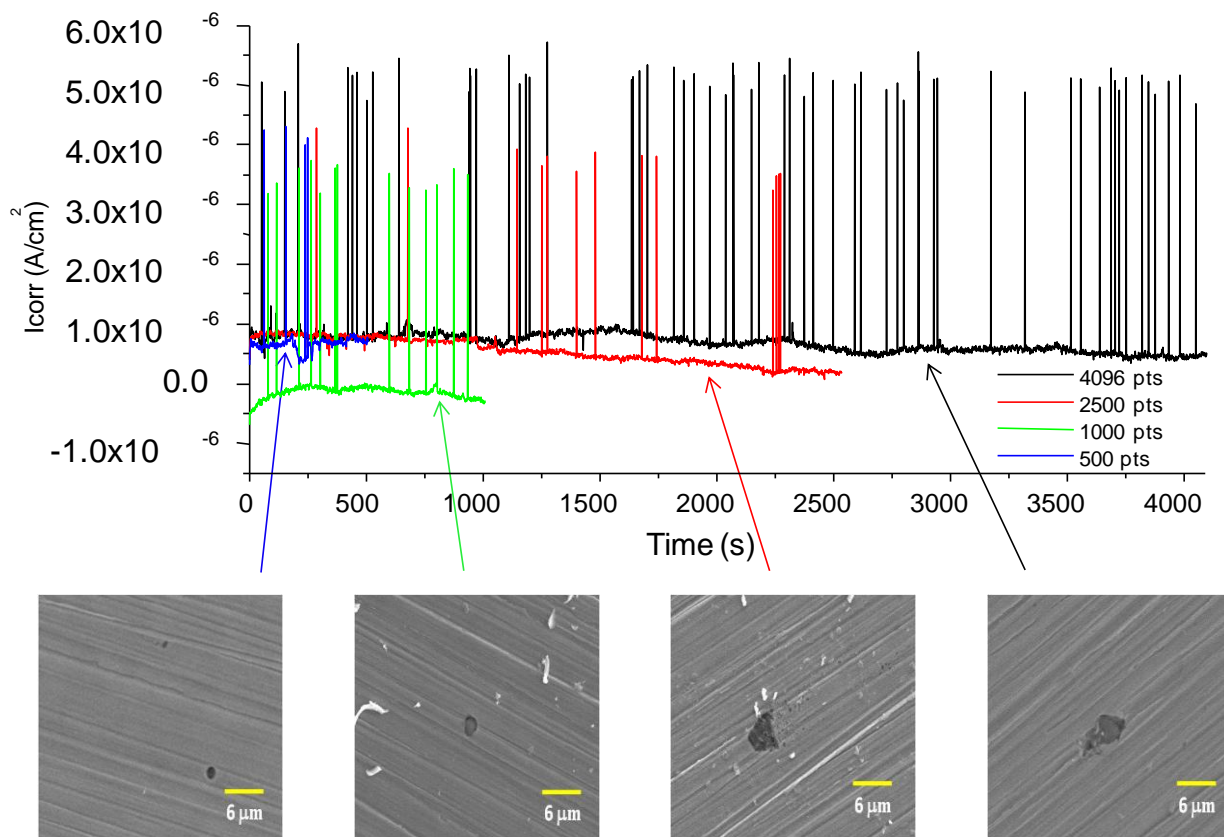 6.0x10-6
5.0x10-6
4.0x10-6
3.0x10-6
2.0x10-6
1.0x10-6
0.0
-1.0x10-6
Icorr (A/cm2)
4096 pts
2500 pts
1000 pts
500 pts
0 500 1000 1500 2000 2500 3000 3500 4000
Time (s)
6 μm 6 μm 6 μm 6 μm